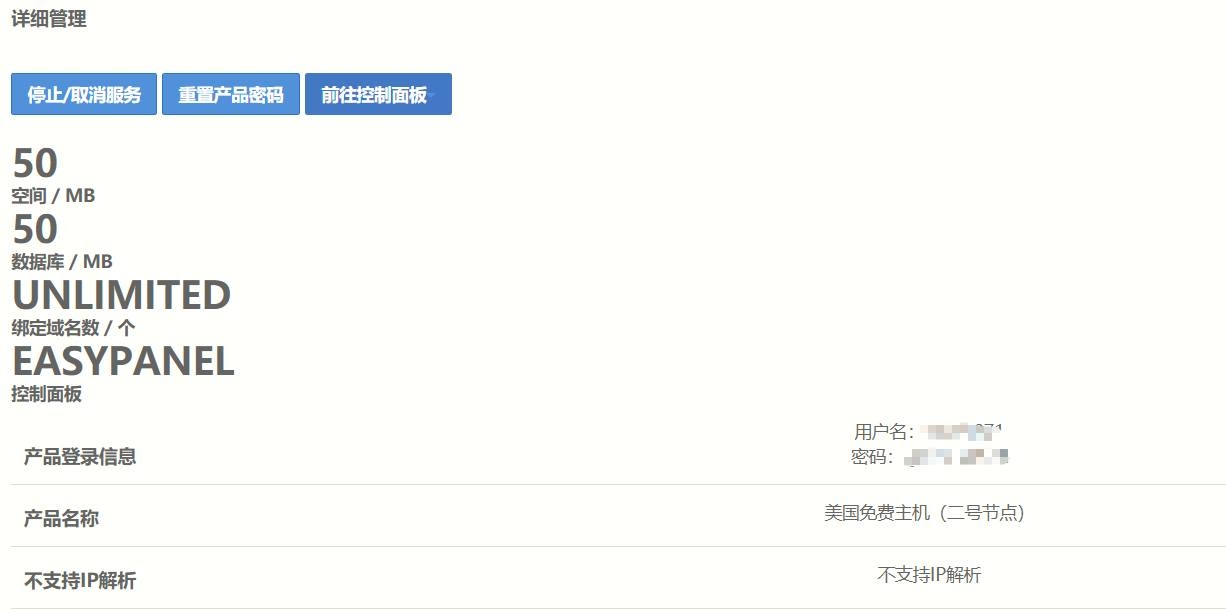 详细管理
停止/取消服务 重置产品密码 前往控制面板
50
空间 / MB
50
数据库 / MB
UNLIMITED
绑定域名数 / 个
EASYPANEL
控制面板
产品登录信息
用户名：
密码：
产品名称
美国免费主机（二号节点）
不支持IP解析
不支持IP解析